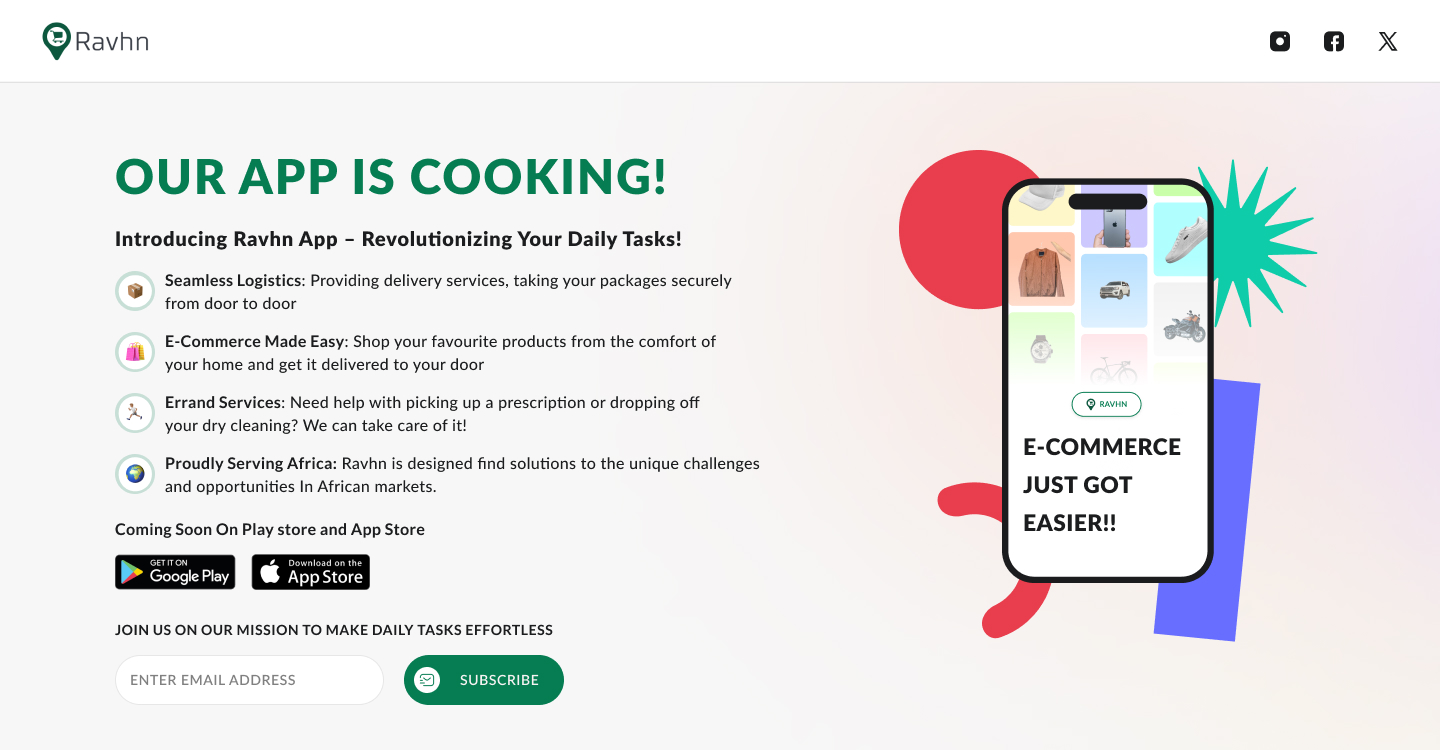 Ravhn
OUR APP IS COOKING!
Introducing Ravhn App – Revolutionizing Your Daily Tasks!
Seamless Logistics: Providing delivery services, taking your packages securely
from door to door
E-Commerce Made Easy: Shop your favourite products from the comfort of
your home and get it delivered to your door
Errand Services: Need help with picking up a prescription or dropping off
your dry cleaning? We can take care of it!
Proudly Serving Africa: Ravhn is designed find solutions to the unique challenges
and opportunities In African markets.
Coming Soon On Play store and App Store
GET IT ON
Google Play
Download on the
App Store
JOIN US ON OUR MISSION TO MAKE DAILY TASKS EFFORTLESS
ENTER EMAIL ADDRESS
SUBSCRIBE
RAVHN
E-COMMERCE
JUST GOT
EASIER!!